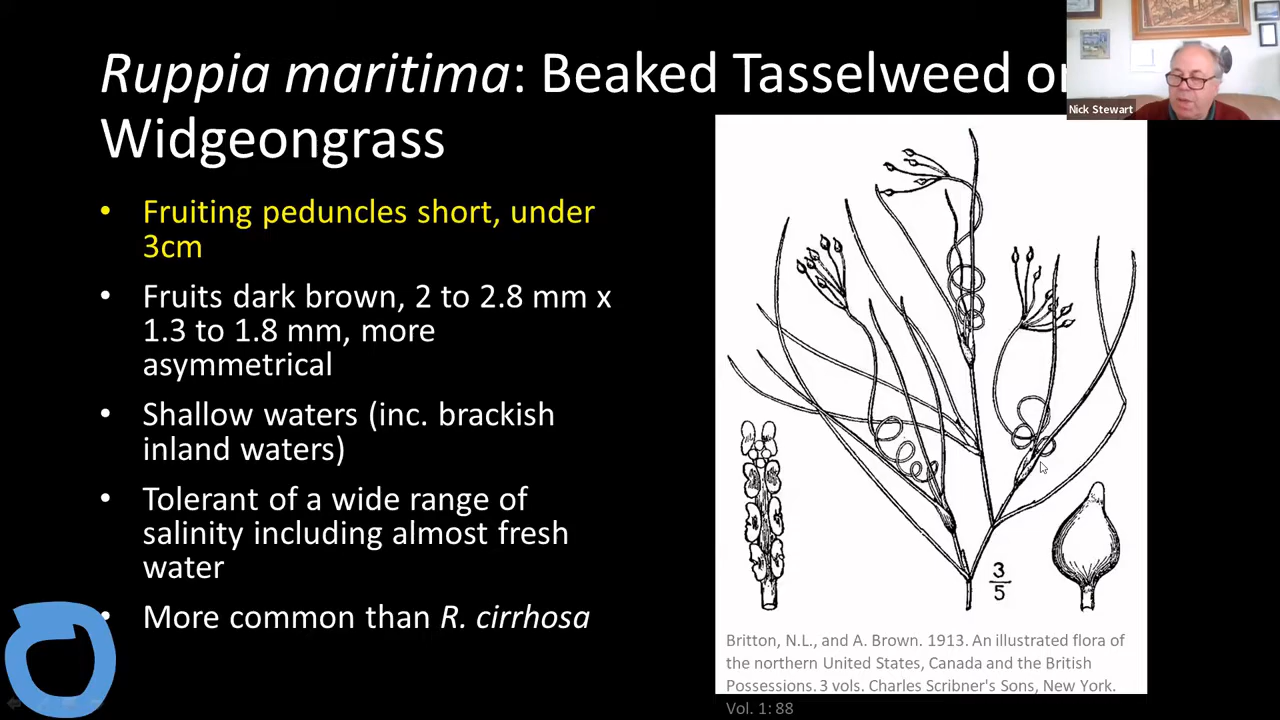 Ruppia maritima: Beaked Tasselweed or
Widgeongrass
Nick Stewart
• Fruiting peduncles short, under
3cm
• Fruits dark brown, 2 to 2.8 mm x
1.3 to 1.8 mm, more
asymmetrical
• Shallow waters (inc. brackish
inland waters)
• Tolerant of a wide range of
salinity including almost fresh
water
• More common than R. cirrhosa
3
5
Britton, N.L., and A. Brown. 1913. An illustrated flora of
the northern United States, Canada and the British
Possessions. 3 vols. Charles Scribner's Sons, New York.
Vol. 1: 88